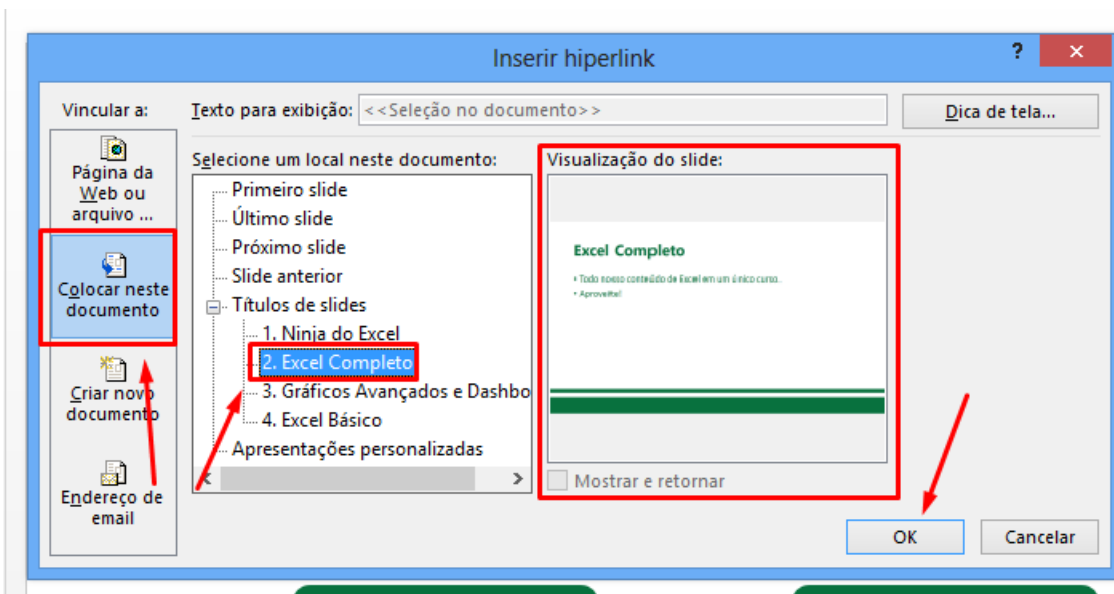 Inserir hiperlink
?
×
Vincular a:
Texto para exibição:
<<Seleção no documento>>
Dica de tela...
Página da
Web ou
arquivo ...
Colocar neste
documento
Criar novo
documento
Endereço de
email
Selecione um local neste documento:
Primeiro slide
Último slide
Próximo slide
Slide anterior
Títulos de slides
1. Ninja do Excel
2. Excel Completo
3. Gráficos Avançados e Dashbo
4. Excel Básico
Apresentações personalizadas
Visualização do slide:
Excel Completo
• Todo nosso conteúdo de Excel em um único curso.
• Aproveite!
Mostrar e retornar
OK
Cancelar